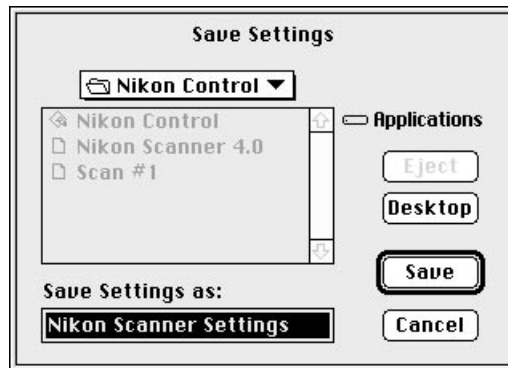 Save Settings
Nikon Control
Nikon Control
Applications
Nikon Scanner 4.0
Scan #1
Eject
Desktop
Save
Save Settings as:
Nikon Scanner Settings
Cancel